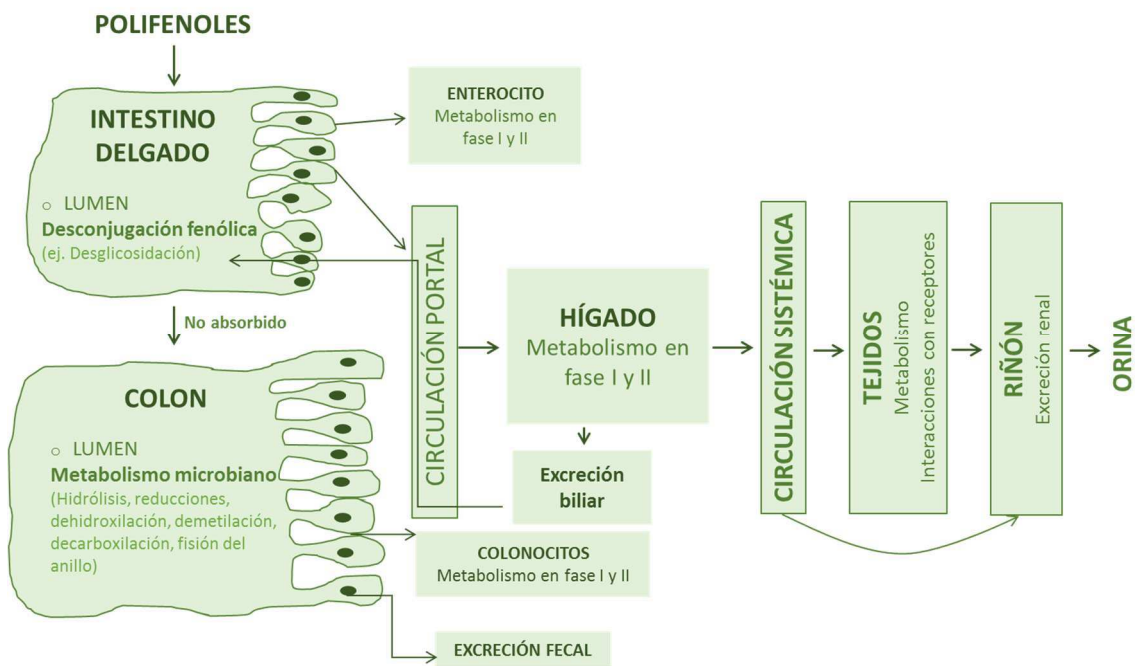 POLIFENOLES
INTESTINO
DELGADO
○ LUMEN
Desconjugación fenólica
(ej. Desglicosidación)
ENTEROCITO
Metabolismo en
fase I y II
No absorbido
COLON
○ LUMEN
Metabolismo microbiano
(Hidrólisis, reducciones,
dehidroxilación, demetilación,
decarboxilación, fisión del
anillo)
CIRCULACIÓN PORTAL
HÍGADO
Metabolismo en
fase I y II
Excreción
biliar
COLONOCITOS
Metabolismo en fase I y II
EXCRECIÓN FECAL
CIRCULACIÓN SISTÉMICA
TEJIDOS
Metabolismo
Interacciones con receptores
RIÑÓN
Excreción renal
ORINA